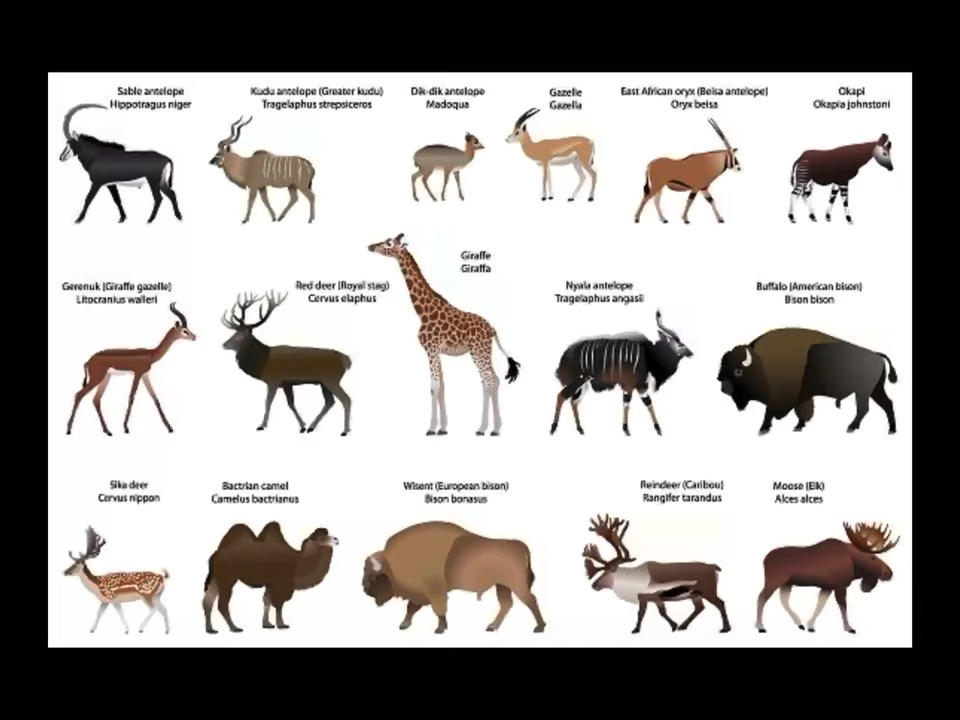 Sable antelope
Hippotragus niger
Kudu antelope (Greater kudu)
Tragelaphus strepsiceros
Dik-dik antelope
Madoqua
Gazelle
Gazella
East African oryx (Beisa antelope)
Oryx beisa
Okapi
Okapia johnstoni
Gerenuk (Giraffe gazelle)
Litocranius walleri
Red deer (Royal stag)
Cervus elaphus
Giraffe
Giraffa
Nyala antelope
Tragelaphus angasii
Buffalo (American bison)
Bison bison
Sika deer
Cervus nippon
Bactrian camel
Camelus bactrianus
Wisent (European bison)
Bison bonasus
Reindeer (Caribou)
Rangifer tarandus
Moose (Elk)
Alces alces